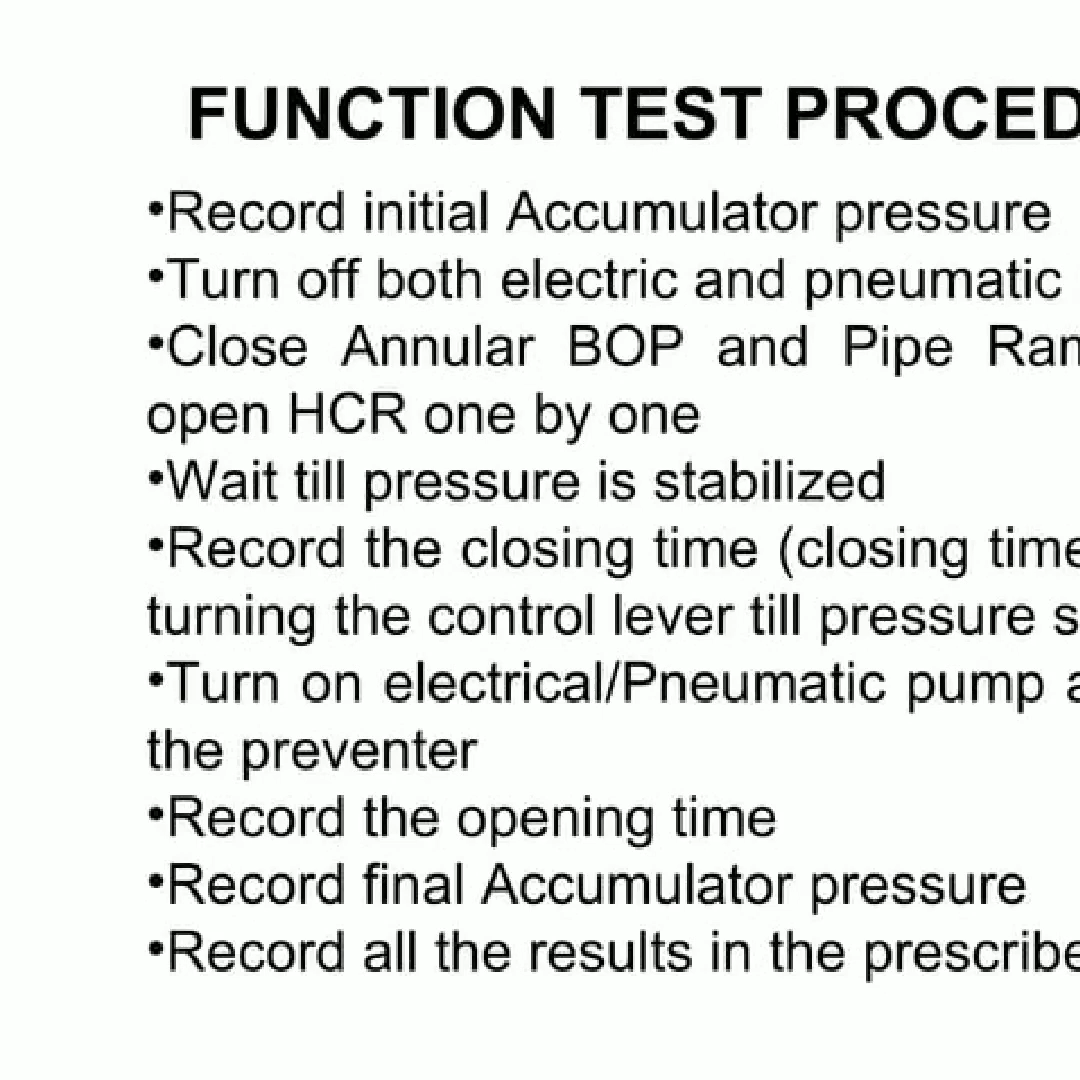 FUNCTION TEST PROCED
•Record initial Accumulator pressure
•Turn off both electric and pneumatic
•Close Annular BOP and Pipe Ram
open HCR one by one
•Wait till pressure is stabilized
•Record the closing time (closing time
turning the control lever till pressure s
•Turn on electrical/Pneumatic pump a
the preventer
•Record the opening time
•Record final Accumulator pressure
•Record all the results in the prescribe